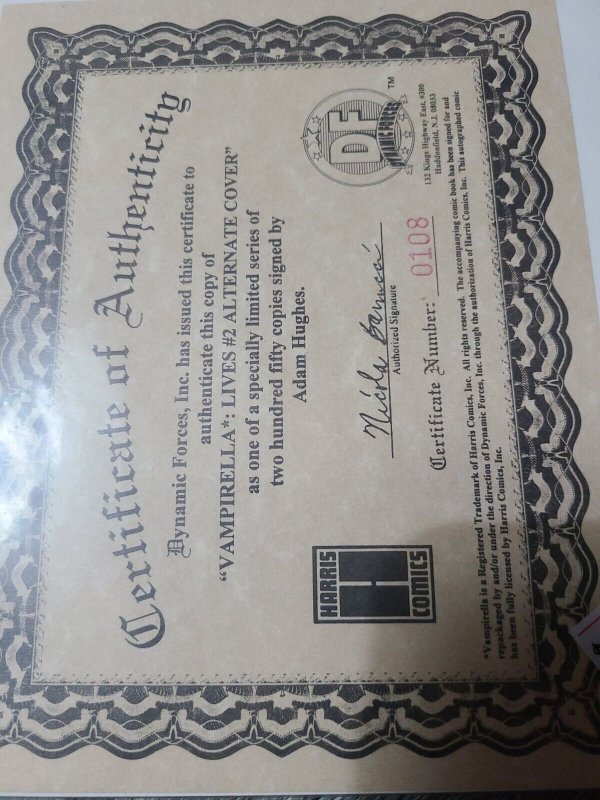 Certificate of Authenticity
Dynamic Forces, Inc. has issued this certificate to
authenticate this copy of
“VAMPIRELLA*: LIVES #2 ALTERNATE COVER”
as one of a specially limited series of
two hundred fifty copies signed by
Adam Hughes.
HARRIS
H
COMICS
Authorized Signature
Certificate Number: 0108
DF
DYNAMIC FORCES
TM
132 Kings Highway East, #300
Haddonfield, N.J. 08033
*Vampirella is a Registered Trademark of Harris Comics, Inc. All rights reserved. The accompanying comic book has been signed for and
repackaged by and/or under the direction of Dynamic Forces, Inc. through the authorization of Harris Comics, Inc. This autographed comic
has been fully licensed by Harris Comics, Inc.